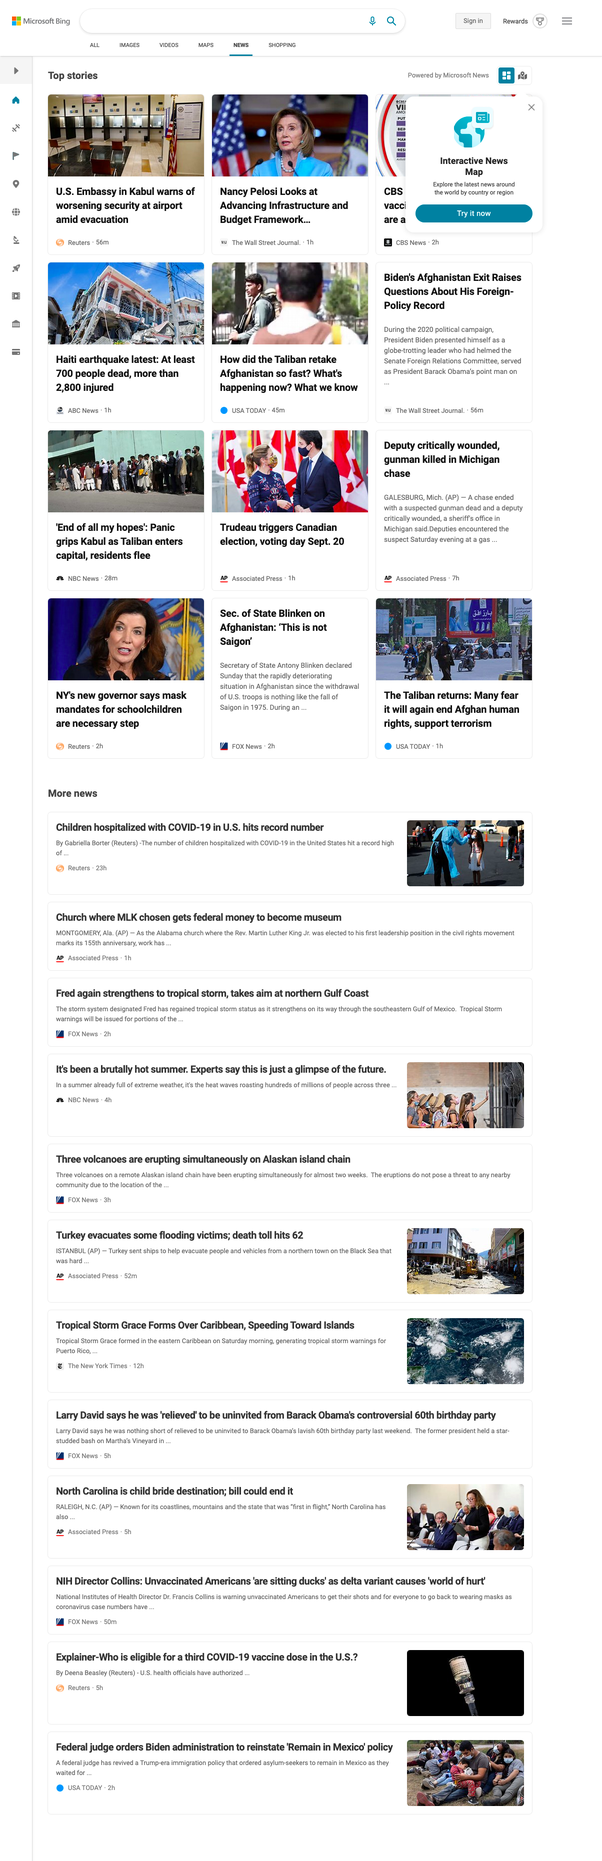 Microsoft Bing
Sign in
Rewards
ALL
IMAGES
VIDEOS
MAPS
NEWS
SHOPPING
Top stories
Powered by Microsoft News
U.S. Embassy in Kabul warns of
worsening security at airport
amid evacuation
Reuters · 56m
Nancy Pelosi Looks at
Advancing Infrastructure and
Budget Framework...
The Wall Street Journal. · 1h
CBS
vacci
are a
CBS News · 2h
Interactive News
Map
Explore the latest news around
the world by country or region
Try it now
Haiti earthquake latest: At least
700 people dead, more than
2,800 injured
ABC News · 1h
How did the Taliban retake
Afghanistan so fast? What's
happening now? What we know
USA TODAY · 45m
Biden's Afghanistan Exit Raises
Questions About His Foreign-
Policy Record
During the 2020 political campaign,
President Biden presented himself as a
globe-trotting leader who had helmed the
Senate Foreign Relations Committee, served
as President Barack Obama's point man on
...
The Wall Street Journal. · 56m
'End of all my hopes': Panic
grips Kabul as Taliban enters
capital, residents flee
NBC News · 28m
Trudeau triggers Canadian
election, voting day Sept. 20
AP Associated Press · 1h
Deputy critically wounded,
gunman killed in Michigan
chase
GALESBURG, Mich. (AP) — A chase ended
with a suspected gunman dead and a deputy
critically wounded, a sheriff's office in
Michigan said.Deputies encountered the
suspect Saturday evening at a gas ...
AP Associated Press · 7h
NY's new governor says mask
mandates for schoolchildren
are necessary step
Reuters · 2h
Sec. of State Blinken on
Afghanistan: 'This is not
Saigon'
Secretary of State Antony Blinken declared
Sunday that the rapidly deteriorating
situation in Afghanistan since the withdrawal
of U.S. troops is nothing like the fall of
Saigon in 1975. During an ...
FOX News · 2h
The Taliban returns: Many fear
it will again end Afghan human
rights, support terrorism
USA TODAY · 1h
More news
Children hospitalized with COVID-19 in U.S. hits record number
By Gabriella Borter (Reuters) -The number of children hospitalized with COVID-19 in the United States hit a record high
of ...
Reuters · 23h
Church where MLK chosen gets federal money to become museum
MONTGOMERY, Ala. (AP) — As the Alabama church where the Rev. Martin Luther King Jr. was elected to his first leadership position in the civil rights movement
marks its 155th anniversary, work has ...
AP Associated Press · 1h
Fred again strengthens to tropical storm, takes aim at northern Gulf Coast
The storm system designated Fred has regained tropical storm status as it strengthens on its way through the southeastern Gulf of Mexico. Tropical Storm
warnings will be issued for portions of the ...
FOX News · 2h
It's been a brutally hot summer. Experts say this is just a glimpse of the future.
In a summer already full of extreme weather, it's the heat waves roasting hundreds of millions of people across three ...
NBC News · 4h
Three volcanoes are erupting simultaneously on Alaskan island chain
Three volcanoes on a remote Alaskan island chain have been erupting simultaneously for almost two weeks. The eruptions do not pose a threat to any nearby
community due to the location of the ...
FOX News · 3h
Turkey evacuates some flooding victims; death toll hits 62
ISTANBUL (AP) — Turkey sent ships to help evacuate people and vehicles from a northern town on the Black Sea that
was hard ...
AP Associated Press · 52m
Tropical Storm Grace Forms Over Caribbean, Speeding Toward Islands
Tropical Storm Grace formed in the eastern Caribbean on Saturday morning, generating tropical storm warnings for
Puerto Rico, ...
The New York Times · 12h
Larry David says he was 'relieved' to be uninvited from Barack Obama's controversial 60th birthday party
Larry David says he was nothing short of relieved to be uninvited to Barack Obama's lavish 60th birthday party last weekend. The former president held a star-
studded bash on Martha's Vineyard in ...
FOX News · 5h
North Carolina is child bride destination; bill could end it
RALEIGH, N.C. (AP) — Known for its coastlines, mountains and the state that was "first in flight," North Carolina has
also ...
AP Associated Press · 5h
NIH Director Collins: Unvaccinated Americans 'are sitting ducks' as delta variant causes 'world of hurt'
National Institutes of Health Director Dr. Francis Collins is warning unvaccinated Americans to get their shots and for everyone to go back to wearing masks as
coronavirus case numbers have ...
FOX News · 50m
Explainer-Who is eligible for a third COVID-19 vaccine dose in the U.S.?
By Deena Beasley (Reuters) - U.S. health officials have authorized ...
Reuters · 5h
Federal judge orders Biden administration to reinstate 'Remain in Mexico' policy
A federal judge has revived a Trump-era immigration policy that ordered asylum-seekers to remain in Mexico as they
waited for ...
USA TODAY · 2h